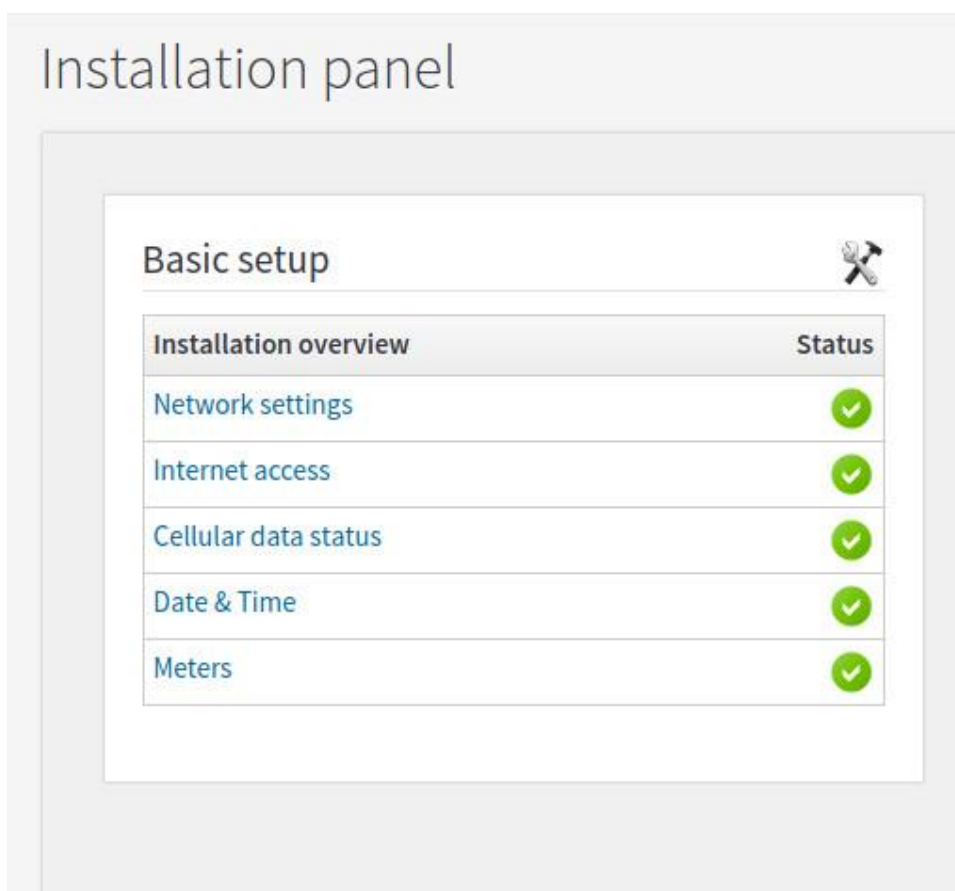 Installation panel
Basic setup
Installation overview Status
Network settings
Internet access
Cellular data status
Date & Time
Meters